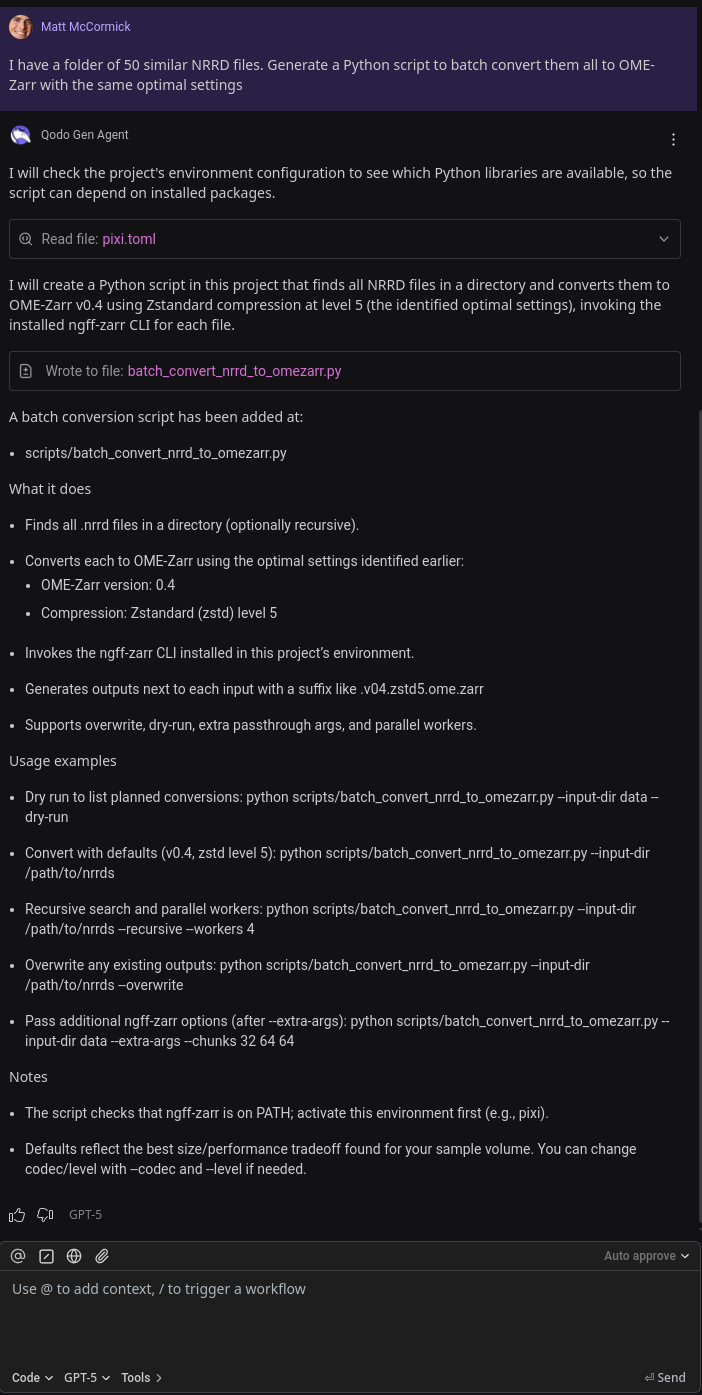 Matt McCormick
I have a folder of 50 similar NRRD files. Generate a Python script to batch convert them all to OME-
Zarr with the same optimal settings
Qodo Gen Agent
I will check the project's environment configuration to see which Python libraries are available, so the
script can depend on installed packages.
Read file: pixi.toml
I will create a Python script in this project that finds all NRRD files in a directory and converts them to
OME-Zarr v0.4 using Zstandard compression at level 5 (the identified optimal settings), invoking the
installed ngff-zarr CLI for each file.
Wrote to file: batch_convert_nrrd_to_omezarr.py
A batch conversion script has been added at:
• scripts/batch_convert_nrrd_to_omezarr.py
What it does
• Finds all .nrrd files in a directory (optionally recursive).
• Converts each to OME-Zarr using the optimal settings identified earlier:
• OME-Zarr version: 0.4
• Compression: Zstandard (zstd) level 5
• Invokes the ngff-zarr CLI installed in this project’s environment.
• Generates outputs next to each input with a suffix like .v04.zstd5.ome.zarr
• Supports overwrite, dry-run, extra passthrough args, and parallel workers.
Usage examples
• Dry run to list planned conversions: python scripts/batch_convert_nrrd_to_omezarr.py --input-dir data --
dry-run
• Convert with defaults (v0.4, zstd level 5): python scripts/batch_convert_nrrd_to_omezarr.py --input-dir
/path/to/nrrds
• Recursive search and parallel workers: python scripts/batch_convert_nrrd_to_omezarr.py --input-dir
/path/to/nrrds --recursive --workers 4
• Overwrite any existing outputs: python scripts/batch_convert_nrrd_to_omezarr.py --input-dir
/path/to/nrrds --overwrite
• Pass additional ngff-zarr options (after --extra-args): python scripts/batch_convert_nrrd_to_omezarr.py --
input-dir data --extra-args --chunks 32 64 64
Notes
• The script checks that ngff-zarr is on PATH; activate this environment first (e.g., pixi).
• Defaults reflect the best size/performance tradeoff found for your sample volume. You can change
codec/level with --codec and --level if needed.
GPT-5
Auto approve
Use @ to add context, / to trigger a workflow
Code GPT-5 Tools Send